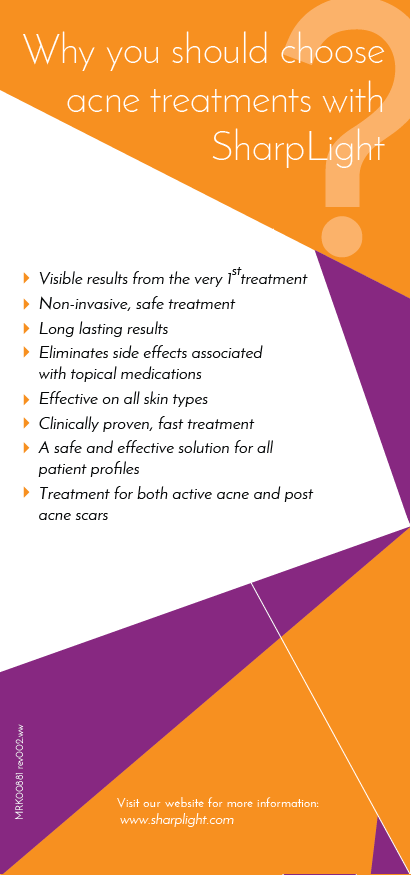 Why you should choose
acne treatments with
SharpLight
Visible results from the very 1st treatment
Non-invasive, safe treatment
Long lasting results
Eliminates side effects associated
with topical medications
Effective on all skin types
Clinically proven, fast treatment
A safe and effective solution for all
patient profiles
Treatment for both active acne and post
acne scars
MRK00881 rev002.ww
Visit our website for more information:
www.sharplight.com